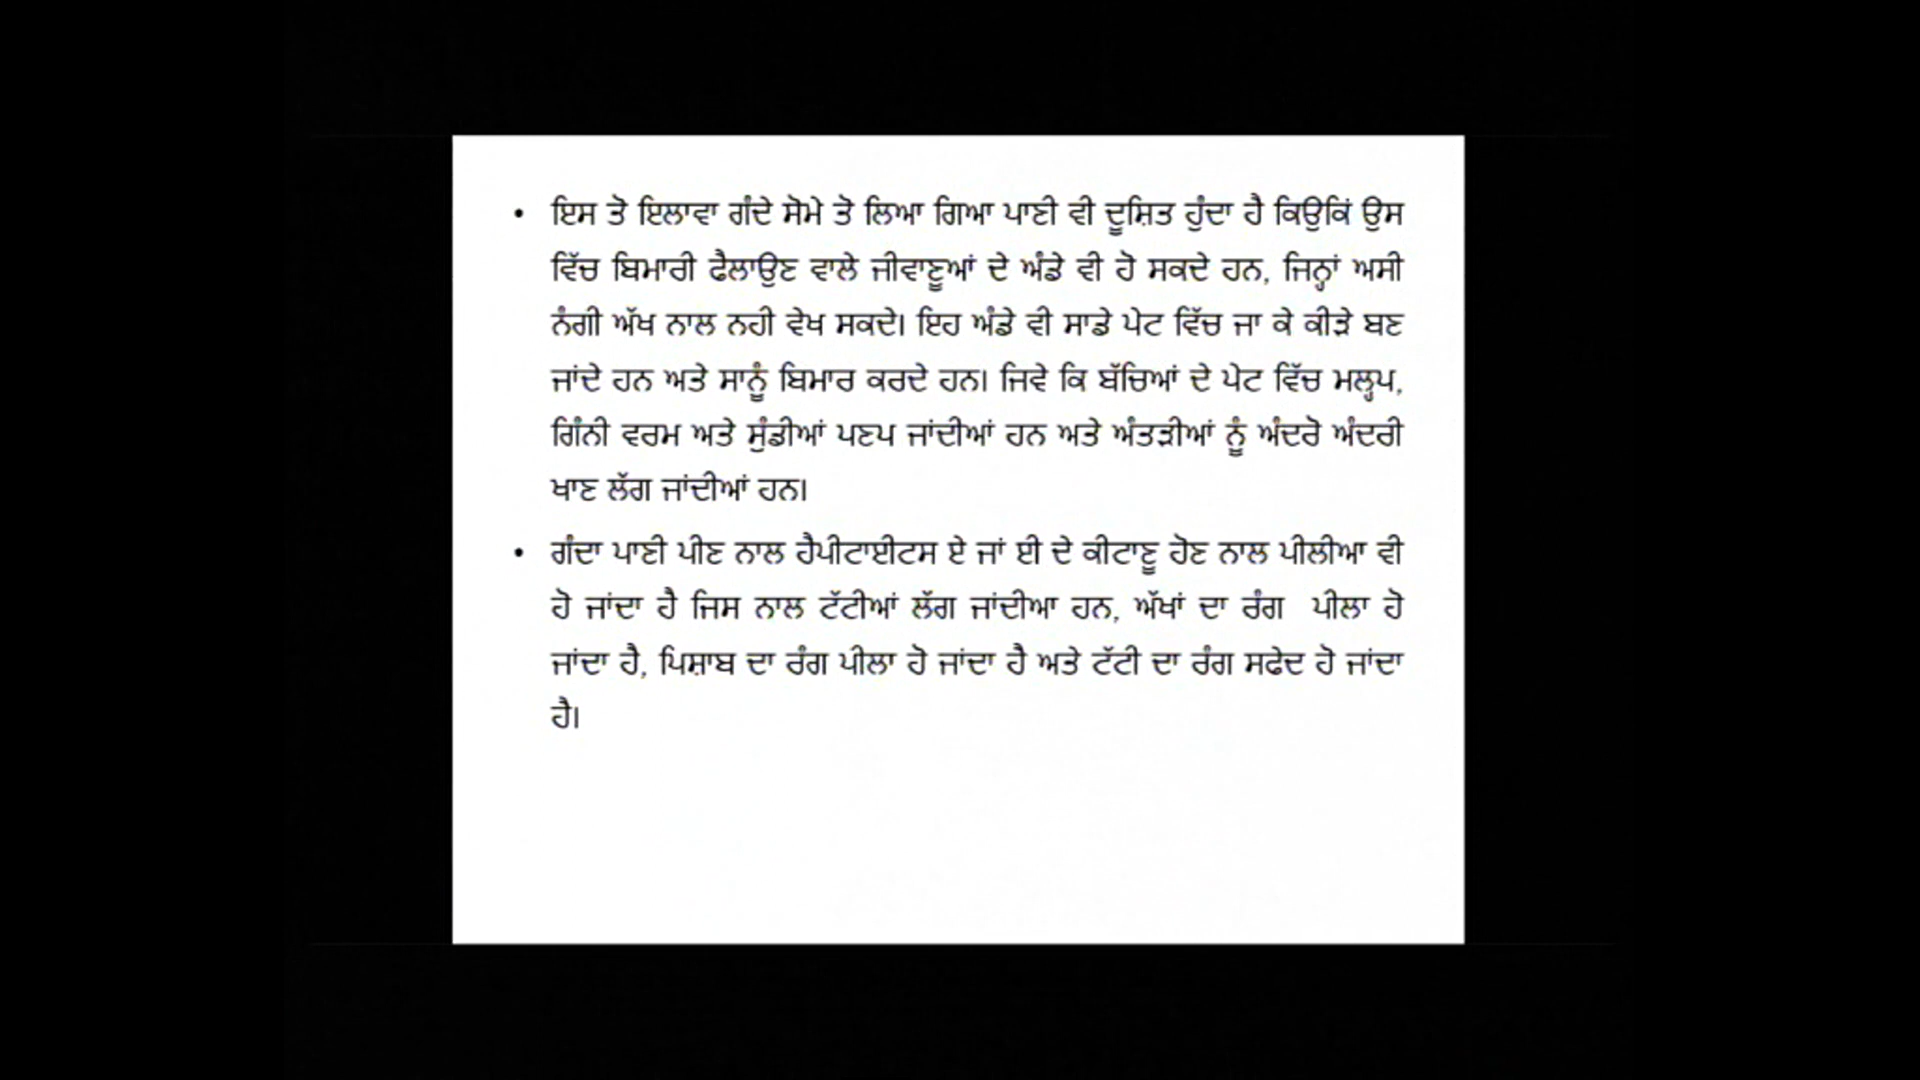 • ਇਸ ਤੋ ਇਲਾਵਾ ਗੰਦੇ ਸੋਮੇ ਤੋ ਲਿਆ ਗਿਆ ਪਾਣੀ ਵੀ ਦੂਸ਼ਿਤ ਹੁੰਦਾ ਹੈ ਕਿਉਕਿਂ ਉਸ
ਵਿੱਚ ਬਿਮਾਰੀ ਫੈਲਾਉਣ ਵਾਲੇ ਜੀਵਾਣੂਆਂ ਦੇ ਅੰਡੇ ਵੀ ਹੋ ਸਕਦੇ ਹਨ, ਜਿਨ੍ਹਾਂ ਅਸੀ
ਨੰਗੀ ਅੱਖ ਨਾਲ ਨਹੀ ਵੇਖ ਸਕਦੇ। ਇਹ ਅੰਡੇ ਵੀ ਸਾਡੇ ਪੇਟ ਵਿੱਚ ਜਾ ਕੇ ਕੀੜੇ ਬਣ
ਜਾਂਦੇ ਹਨ ਅਤੇ ਸਾਨੂੰ ਬਿਮਾਰ ਕਰਦੇ ਹਨ। ਜਿਵੇ ਕਿ ਬੱਚਿਆਂ ਦੇ ਪੇਟ ਵਿੱਚ ਮਲ੍ਹਪ,
ਗਿੰਨੀ ਵਰਮ ਅਤੇ ਸੁੰਡੀਆਂ ਪਣਪ ਜਾਂਦੀਆਂ ਹਨ ਅਤੇ ਅੰਤੜੀਆਂ ਨੂੰ ਅੰਦਰੋ ਅੰਦਰੀ
ਖਾਣ ਲੱਗ ਜਾਂਦੀਆਂ ਹਨ।
• ਗੰਦਾ ਪਾਣੀ ਪੀਣ ਨਾਲ ਹੈਪੀਟਾਈਟਸ ਏ ਜਾਂ ਈ ਦੇ ਕੀਟਾਣੂ ਹੋਣ ਨਾਲ ਪੀਲੀਆ ਵੀ
ਹੋ ਜਾਂਦਾ ਹੈ ਜਿਸ ਨਾਲ ਟੱਟੀਆਂ ਲੱਗ ਜਾਂਦੀਆ ਹਨ, ਅੱਖਾਂ ਦਾ ਰੰਗ ਪੀਲਾ ਹੋ
ਜਾਂਦਾ ਹੈ, ਪਿਸ਼ਾਬ ਦਾ ਰੰਗ ਪੀਲਾ ਹੋ ਜਾਂਦਾ ਹੈ ਅਤੇ ਟੱਟੀ ਦਾ ਰੰਗ ਸਫੇਦ ਹੋ ਜਾਂਦਾ
ਹੈ।